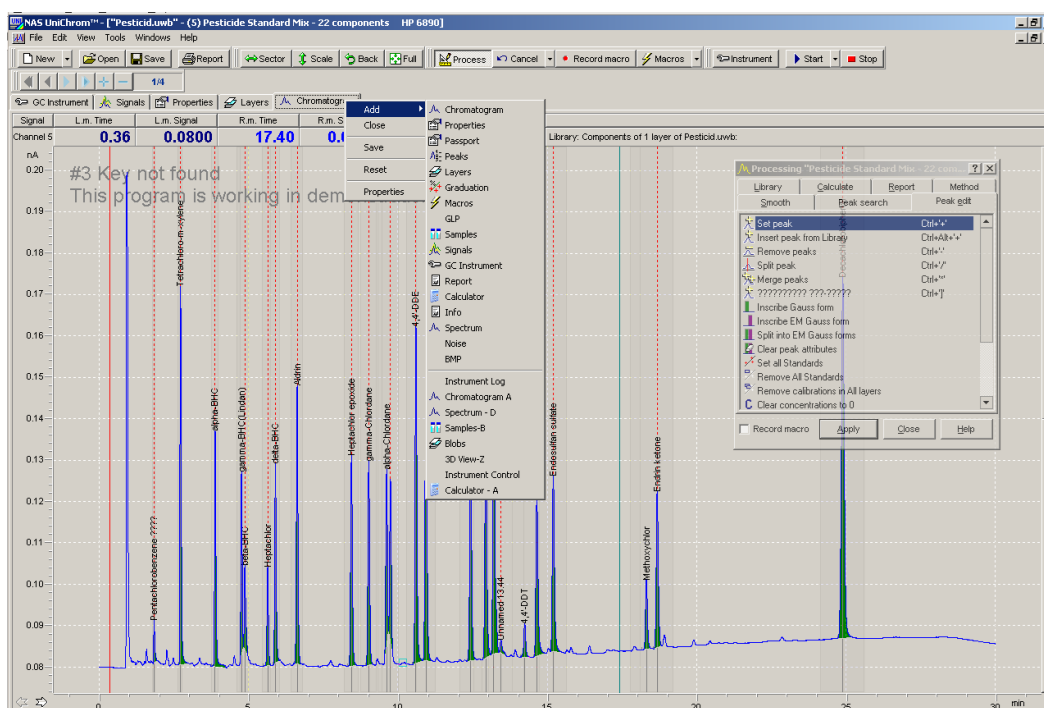 NAS UniChrom™ - ["Pesticid.uwb" - (5) Pesticide Standard Mix - 22 components HP 6890]
File Edit View Tools Windows Help
New Open Save Report Sector Scale Back Full Process Cancel Record macro Macros Instrument Start Stop
1/4
GC Instrument Signals Properties Layers Chromatogra
Signal L.m. Time L.m. Signal R.m. Time R.m. S
Channel 5 0.36 0.0800 17.40 Library: Components of 1 layer of Pesticid.uwb:
Add
Close
Save
Reset
Properties
Chromatogram
Properties
Passport
Peaks
Layers
Graduation
Macros
GLP
Samples
Signals
GC Instrument
Report
Calculator
Info
Spectrum
Noise
BMP
Instrument Log
Chromatogram A
Spectrum - D
Samples-B
Blobs
3D View-Z
Instrument Control
Calculator - A
#3 Key not found
This program is working in dem
Processing "Pesticide Standard Mix - 22 com...
Library Calculate Report Method
Smooth Peak search Peak edit
Set peak Ctrl+'+'
Insert peak from Library Ctrl+Alt+'+'
Remove peaks Ctrl+'-'
Split peak Ctrl+'/'
Merge peaks Ctrl+'*'
?????????? ???-????? Ctrl+']'
Inscribe Gauss form
Inscribe EM Gauss form
Split into EM Gauss forms
Clear peak attributes
Set all Standards
Remove All Standards
Remove calibrations in All layers
Clear concentrations to 0
Record macro Apply Close Help
nA
0.20
0.19
0.18
0.17
0.16
0.15
0.14
0.13
0.12
0.11
0.10
0.09
0.08
Pentachlorobenzene ????
Tetrachloro-m-xylene
alpha-BHC
gamma-BHC(Lindan)
beta-BHC
Heptachlor
delta-BHC
Aldrin
Heptachlor epoxide
gamma-Chlordane
alpha-Chlordane
4,4'-DDE
Unnamed 13.44
4,4'-DDT
Endosulfan sulfate
Methoxychlor
Endrin ketone
0 5 10 15 20 25 30 min